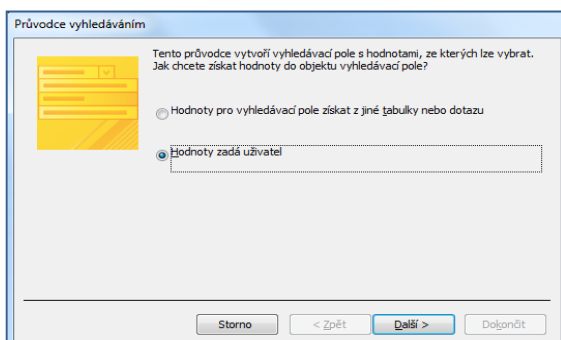 Průvodce vyhledáváním
Tento průvodce vytvoří vyhledávací pole s hodnotami, ze kterých lze vybrat.
Jak chcete získat hodnoty do objektu vyhledávací pole?
Hodnoty pro vyhledávací pole získat z jiné tabulky nebo dotazu
Hodnoty zadá uživatel
Storno
< Zpět
Další >
Dokončit